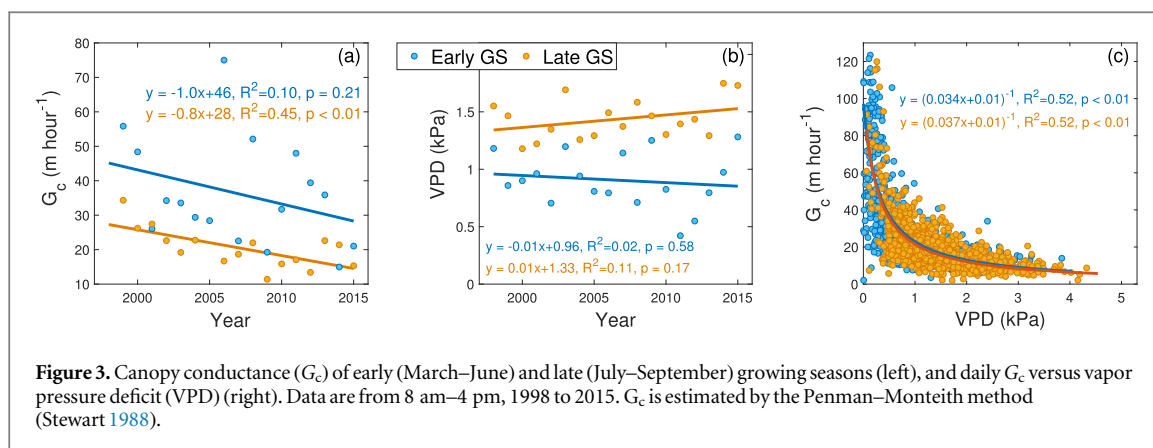 80
70
60
50
40
30
20
10
G_c (m hour⁻¹)
(a)
y = -1.0x+46, R²=0.10, p = 0.21
y = -0.8x+28, R²=0.45, p < 0.01
2000 2005 2010 2015
Year
Early GS Late GS
(b)
1.5
1
0.5
0
VPD (kPa)
y = -0.01x+0.96, R²=0.02, p = 0.58
y = 0.01x+1.33, R²=0.11, p = 0.17
2000 2005 2010 2015
Year
(c)
120
100
80
60
40
20
0
G_c (m hour⁻¹)
y = (0.034x+0.01)⁻¹, R²=0.52, p < 0.01
y = (0.037x+0.01)⁻¹, R²=0.52, p < 0.01
0 1 2 3 4 5
VPD (kPa)
Figure 3. Canopy conductance (G_c) of early (March–June) and late (July–September) growing seasons (left), and daily G_c versus vapor
pressure deficit (VPD) (right). Data are from 8 am–4 pm, 1998 to 2015. G_c is estimated by the Penman–Monteith method
(Stewart 1988).